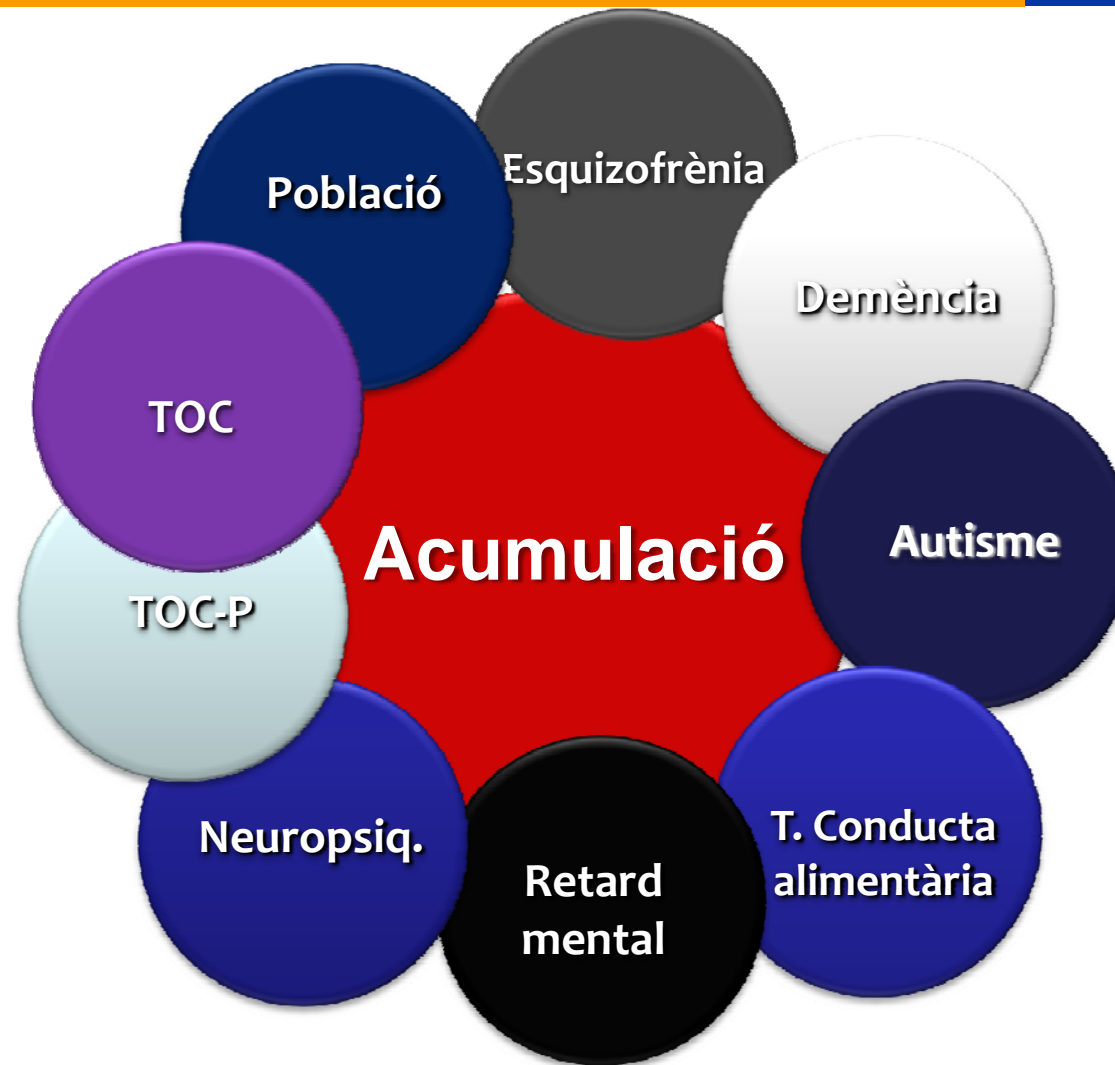 Esquizofrènia
Població
Demència
TOC
Acumulació
Autisme
TOC-P
Neuropsiq.
T. Conducta
alimentària
Retard
mental